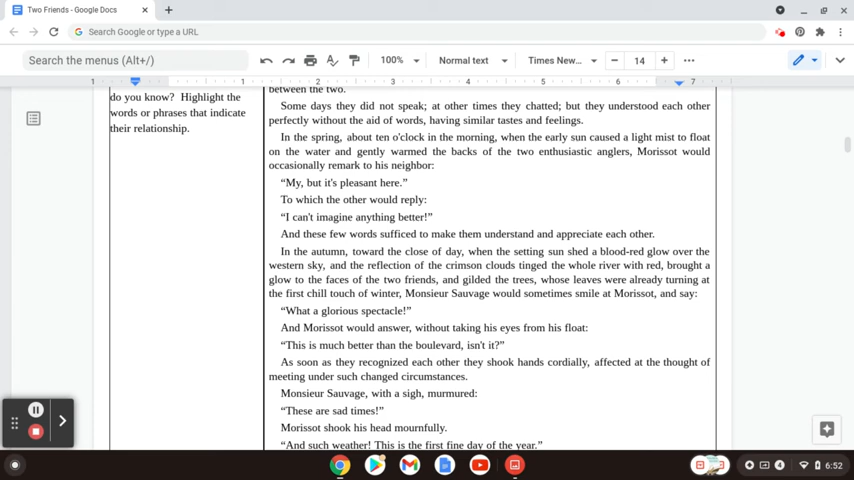 Two Friends - Google Docs
Search Google or type a URL
Search the menus (Alt+/)
100%
Normal text
Times New...
14
1
1
2
3
4
5
6
7
do you know? Highlight the
words or phrases that indicate
their relationship.
between the two.
Some days they did not speak; at other times they chatted; but they understood each other
perfectly without the aid of words, having similar tastes and feelings.
In the spring, about ten o'clock in the morning, when the early sun caused a light mist to float
on the water and gently warmed the backs of the two enthusiastic anglers, Morissot would
occasionally remark to his neighbor:
“My, but it's pleasant here.”
To which the other would reply:
“I can't imagine anything better!”
And these few words sufficed to make them understand and appreciate each other.
In the autumn, toward the close of day, when the setting sun shed a blood-red glow over the
western sky, and the reflection of the crimson clouds tinged the whole river with red, brought a
glow to the faces of the two friends, and gilded the trees, whose leaves were already turning at
the first chill touch of winter, Monsieur Sauvage would sometimes smile at Morissot, and say:
“What a glorious spectacle!”
And Morissot would answer, without taking his eyes from his float:
“This is much better than the boulevard, isn't it?”
As soon as they recognized each other they shook hands cordially, affected at the thought of
meeting under such changed circumstances.
Monsieur Sauvage, with a sigh, murmured:
“These are sad times!”
Morissot shook his head mournfully.
“And such weather! This is the first fine day of the year.”
4
6:52